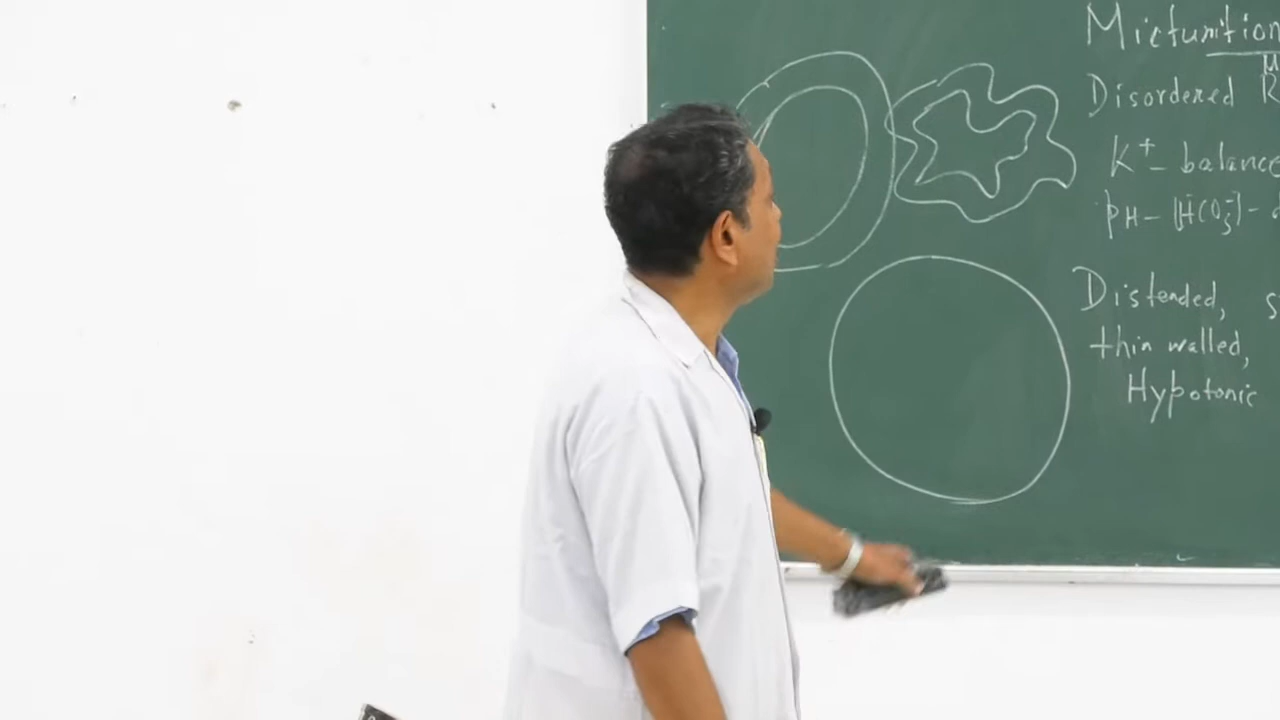 Micturition
Disordered R
K⁺ - balance
pH - [HCO₃⁻] -
Distended, s
thin walled,
Hypotonic